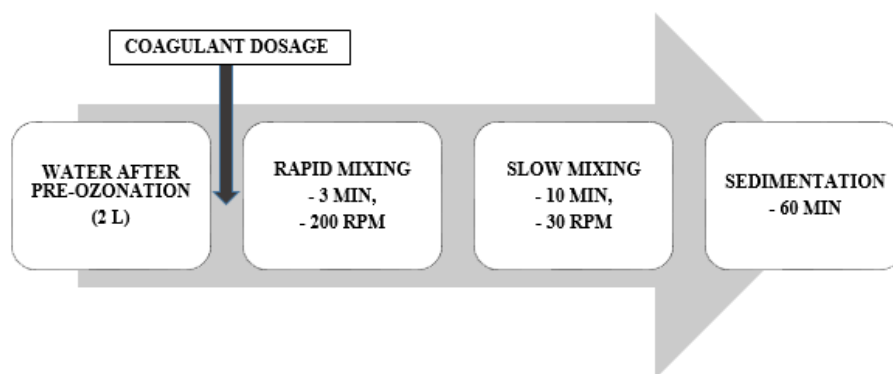 COAGULANT DOSAGE
WATER AFTER
PRE-OZONATION
(2 L)
RAPID MIXING
- 3 MIN,
- 200 RPM
SLOW MIXING
- 10 MIN,
- 30 RPM
SEDIMENTATION
- 60 MIN